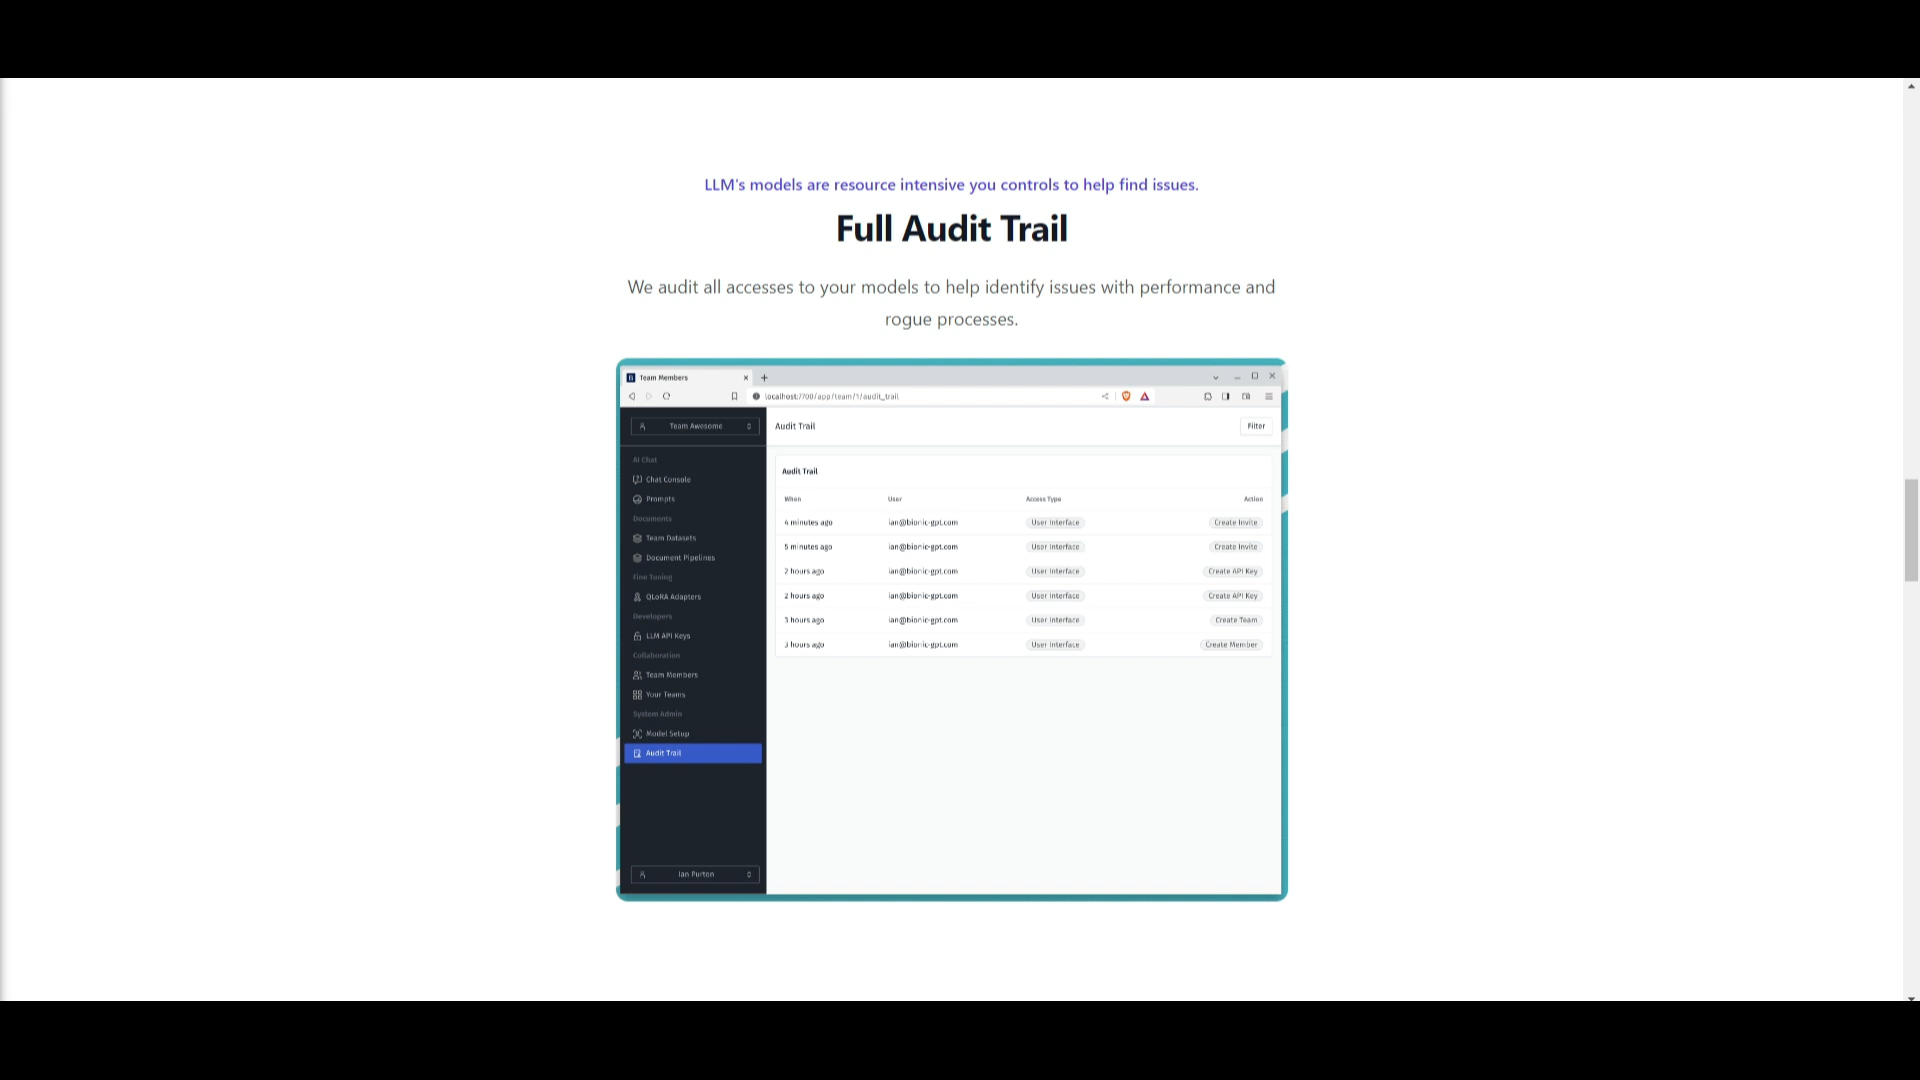 LLM's models are resource intensive you controls to help find issues.
Full Audit Trail
We audit all accesses to your models to help identify issues with performance and
rogue processes.
Team Members
localhost:7700/app/team/1/audit_trail
Team Awesome
Audit Trail
Filter
AI Chat
Chat Console
Prompts
Documents
Team Datasets
Document Pipelines
Fine Tuning
QLoRA Adapters
Developers
LLM API Keys
Collaboration
Team Members
Your Teams
System Admin
Model Setup
Audit Trail
Ian Purton
Audit Trail
When User Access Type Action
4 minutes ago ian@bionic-gpt.com User Interface Create Invite
5 minutes ago ian@bionic-gpt.com User Interface Create Invite
2 hours ago ian@bionic-gpt.com User Interface Create API Key
2 hours ago ian@bionic-gpt.com User Interface Create API Key
3 hours ago ian@bionic-gpt.com User Interface Create Team
3 hours ago ian@bionic-gpt.com User Interface Create Member